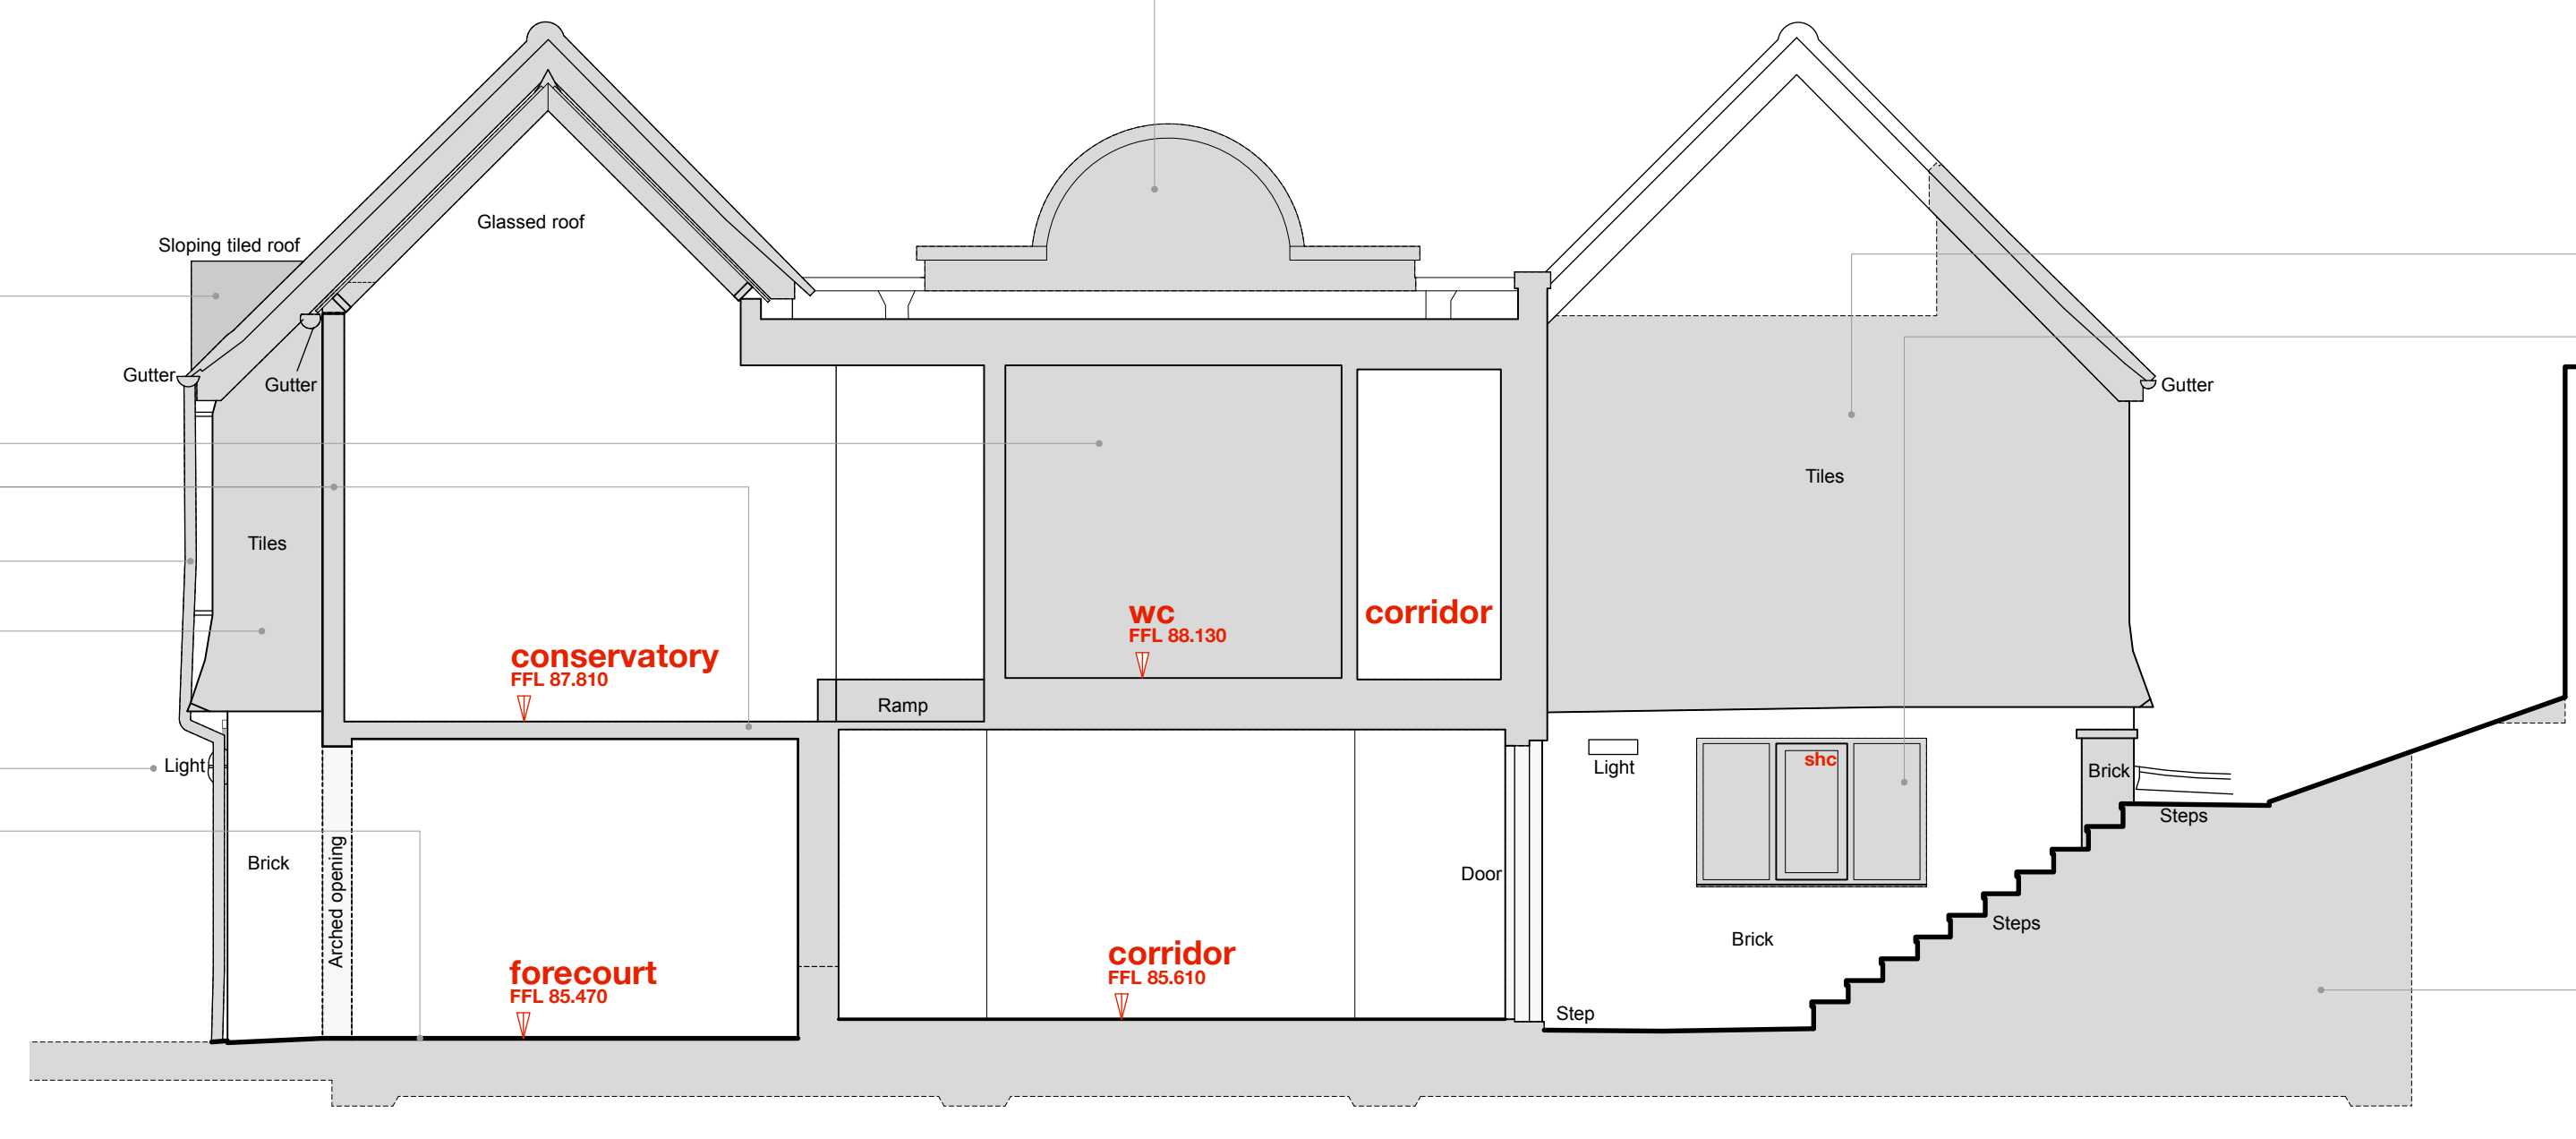 Glassed roof
Sloping tiled roof
Gutter
Gutter
Gutter
Tiles
Tiles
wc
FFL 88.130
corridor
conservatory
FFL 87.810
Ramp
Light
Light
shc
Brick
Steps
Brick
Arched opening
Door
Steps
Brick
corridor
FFL 85.610
forecourt
FFL 85.470
Step